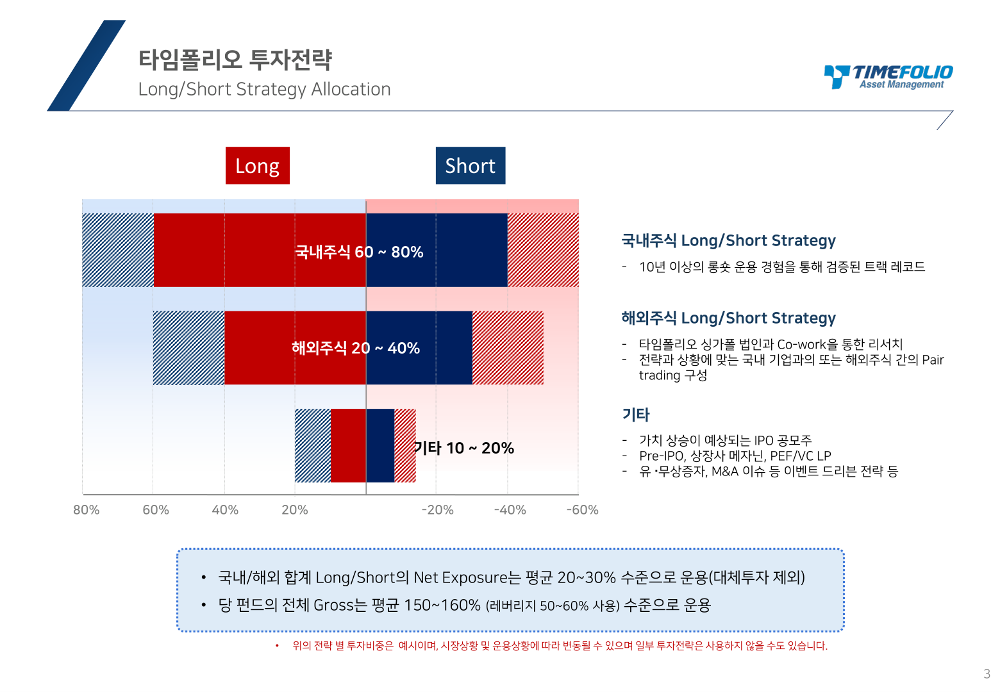 타임폴리오 투자전략
Long/Short Strategy Allocation
TIMEFOLIO
Asset Management
Long
Short
국내주식 60 ~ 80%
해외주식 20 ~ 40%
기타 10 ~ 20%
80%
60%
40%
20%
-20%
-40%
-60%
국내주식 Long/Short Strategy
- 10년 이상의 롱숏 운용 경험을 통해 검증된 트랙 레코드
해외주식 Long/Short Strategy
- 타임폴리오 싱가폴 법인과 Co-work을 통한 리서치
- 전략과 상황에 맞는 국내 기업과의 또는 해외주식 간의 Pair
trading 구성
기타
- 가치 상승이 예상되는 IPO 공모주
- Pre-IPO, 상장사 메자닌, PEF/VC LP
- 유·무상증자, M&A 이슈 등 이벤트 드리븐 전략 등
• 국내/해외 합계 Long/Short의 Net Exposure는 평균 20~30% 수준으로 운용(대체투자 제외)
• 당 펀드의 전체 Gross는 평균 150~160% (레버리지 50~60% 사용) 수준으로 운용
• 위의 전략 별 투자비중은 예시이며, 시장상황 및 운용상황에 따라 변동될 수 있으며 일부 투자전략은 사용하지 않을 수도 있습니다.
3